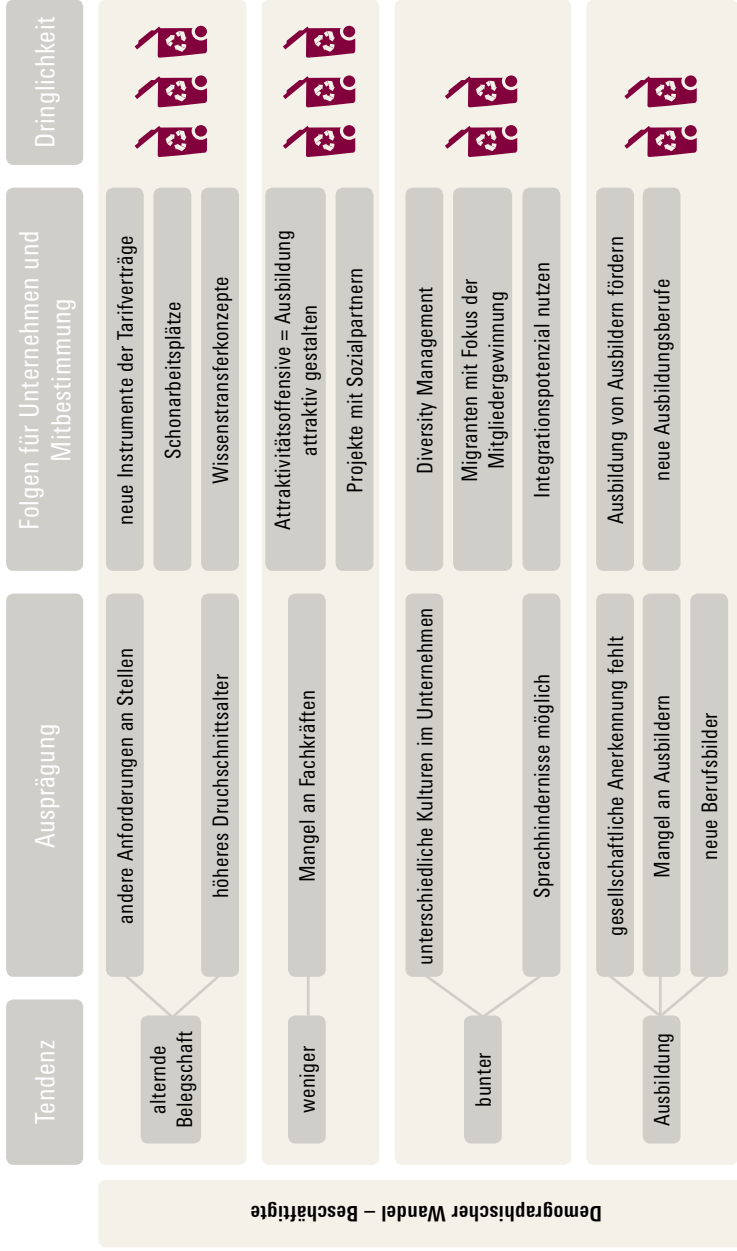 Demographischer Wandel – Beschäftigte
Tendenz
Ausprägung
Folgen für Unternehmen und
Mitbestimmung
Dringlichkeit
alternde
Belegschaft
andere Anforderungen an Stellen
höheres Druchschnittsalter
neue Instrumente der Tarifverträge
Schonarbeitsplätze
Wissenstransferkonzepte
weniger
Mangel an Fachkräften
Attraktivitätsoffensive = Ausbildung
attraktiv gestalten
Projekte mit Sozialpartnern
bunter
unterschiedliche Kulturen im Unternehmen
Sprachhindernisse möglich
Diversity Management
Migranten mit Fokus der
Mitgliedergewinnung
Integrationspotenzial nutzen
Ausbildung
gesellschaftliche Anerkennung fehlt
Mangel an Ausbildern
neue Berufsbilder
Ausbildung von Ausbildern fördern
neue Ausbildungsberufe